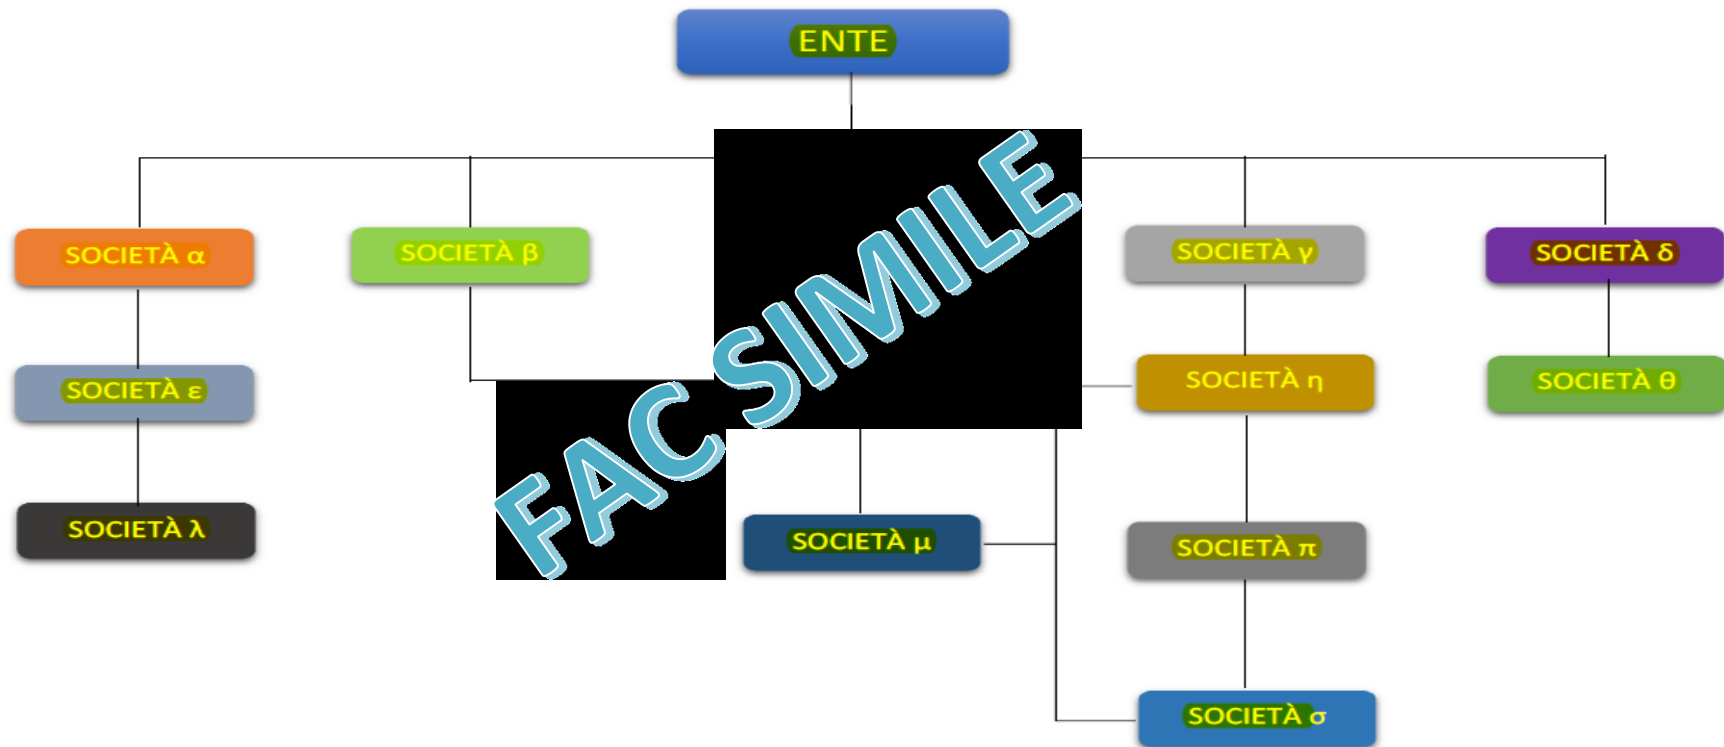 ENTE
SOCIETÀ α
SOCIETÀ β
SOCIETÀ γ
SOCIETÀ δ
FAC SIMILE
SOCIETÀ ε
SOCIETÀ η
SOCIETÀ θ
SOCIETÀ λ
SOCIETÀ μ
SOCIETÀ π
SOCIETÀ σ